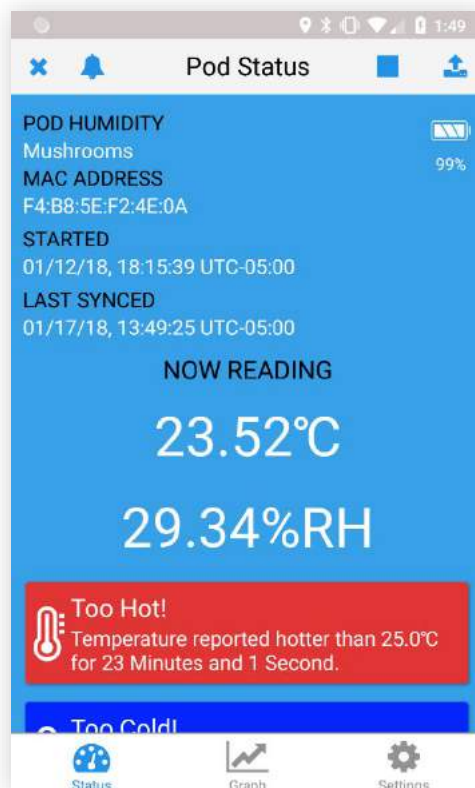 1:49
Pod Status
POD HUMIDITY
Mushrooms
99%
MAC ADDRESS
F4:B8:5E:F2:4E:0A
STARTED
01/12/18, 18:15:39 UTC-05:00
LAST SYNCED
01/17/18, 13:49:25 UTC-05:00
NOW READING
23.52°C
29.34%RH
Too Hot!
Temperature reported hotter than 25.0°C
for 23 Minutes and 1 Second.
Too Cold!
Status
Graph
Settings